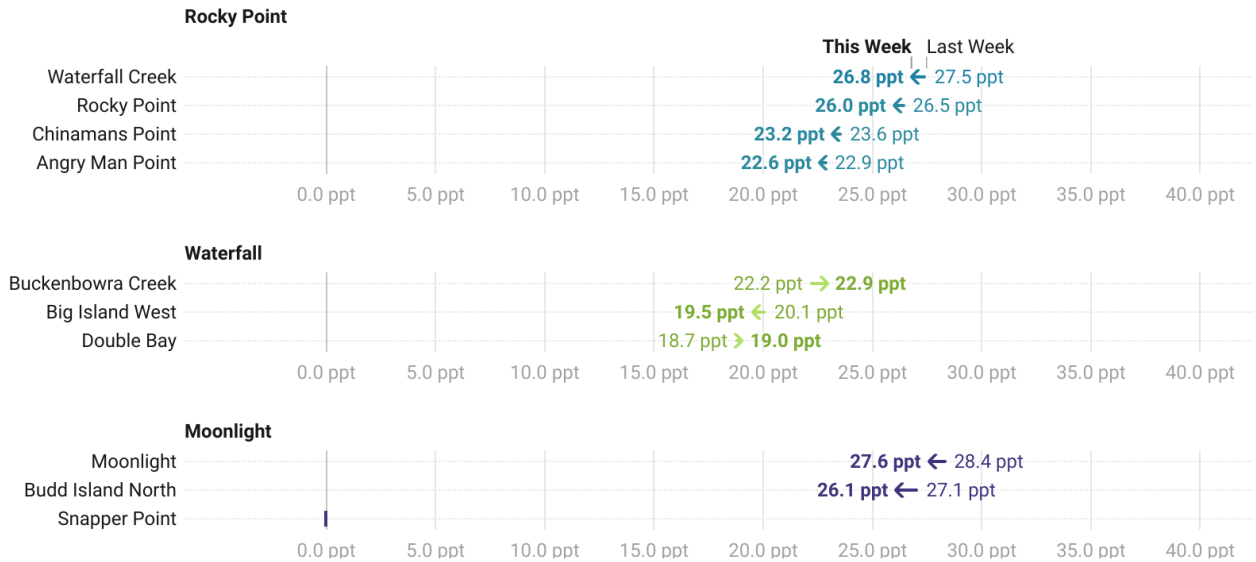 Rocky Point
This Week Last Week
Waterfall Creek 26.8 ppt 27.5 ppt
Rocky Point 26.0 ppt 26.5 ppt
Chinamans Point 23.2 ppt 23.6 ppt
Angry Man Point 22.6 ppt 22.9 ppt
0.0 ppt 5.0 ppt 10.0 ppt 15.0 ppt 20.0 ppt 25.0 ppt 30.0 ppt 35.0 ppt 40.0 ppt
Waterfall
Buckenbowra Creek 22.2 ppt 22.9 ppt
Big Island West 19.5 ppt 20.1 ppt
Double Bay 18.7 ppt 19.0 ppt
0.0 ppt 5.0 ppt 10.0 ppt 15.0 ppt 20.0 ppt 25.0 ppt 30.0 ppt 35.0 ppt 40.0 ppt
Moonlight
Moonlight 27.6 ppt 28.4 ppt
Budd Island North 26.1 ppt 27.1 ppt
Snapper Point
0.0 ppt 5.0 ppt 10.0 ppt 15.0 ppt 20.0 ppt 25.0 ppt 30.0 ppt 35.0 ppt 40.0 ppt